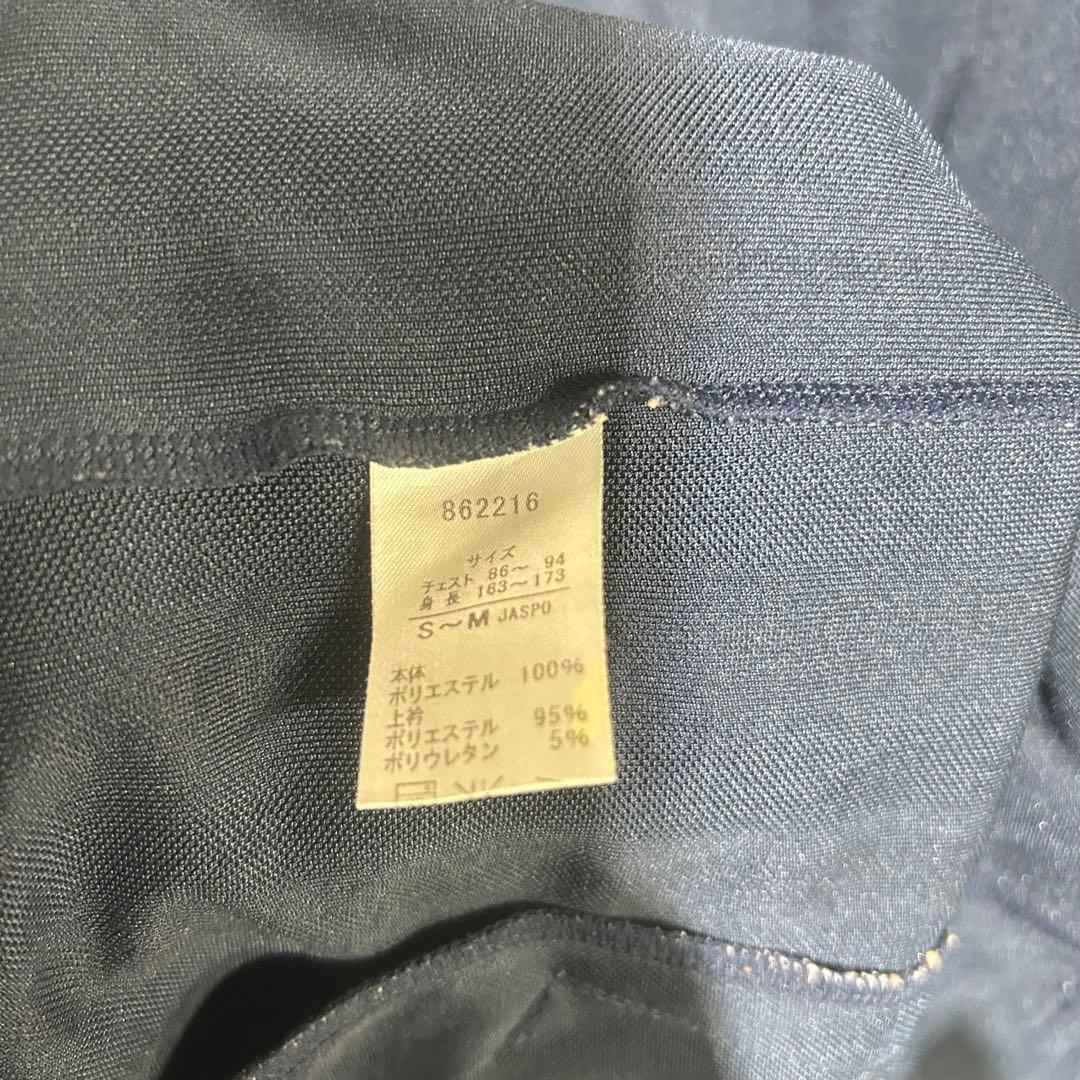 862216
サイズ
チェスト 86～ 94
身長 163～173
S～M JASPO
本体
ポリエステル 100%
上衿
ポリエステル 95%
ポリウレタン 5%